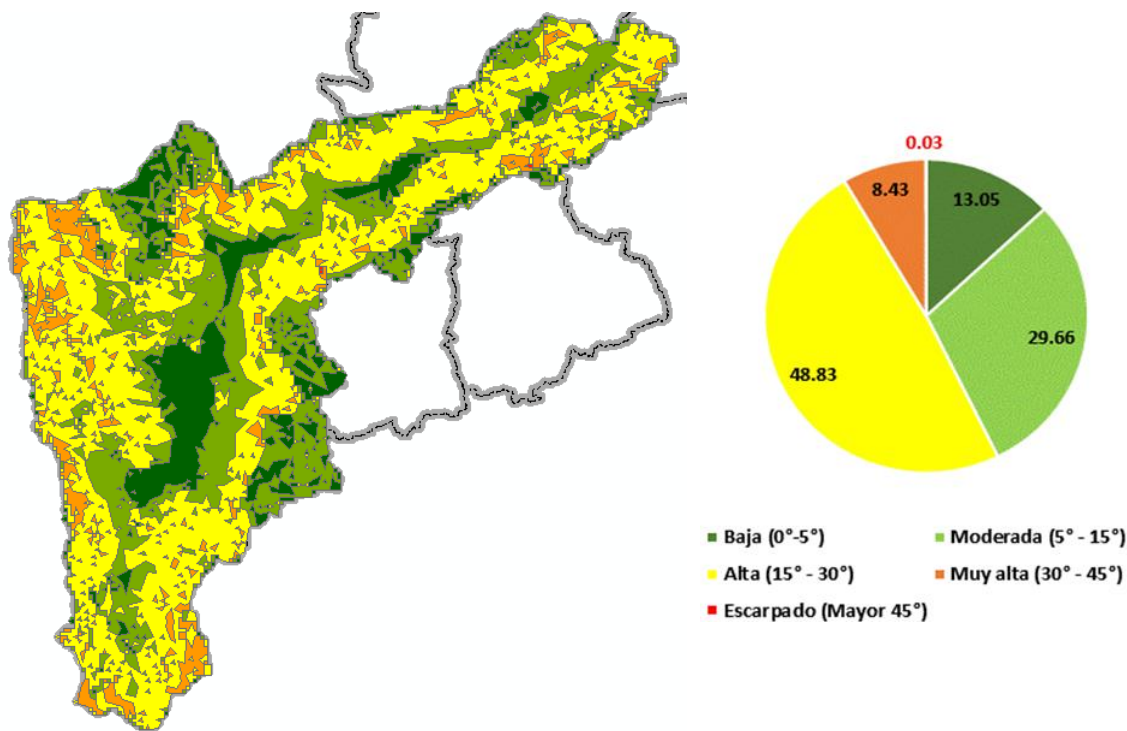 0.03
8.43
13.05
29.66
48.83
Baja (0°-5°)
Moderada (5° - 15°)
Alta (15° - 30°)
Muy alta (30° - 45°)
Escarpado (Mayor 45°)